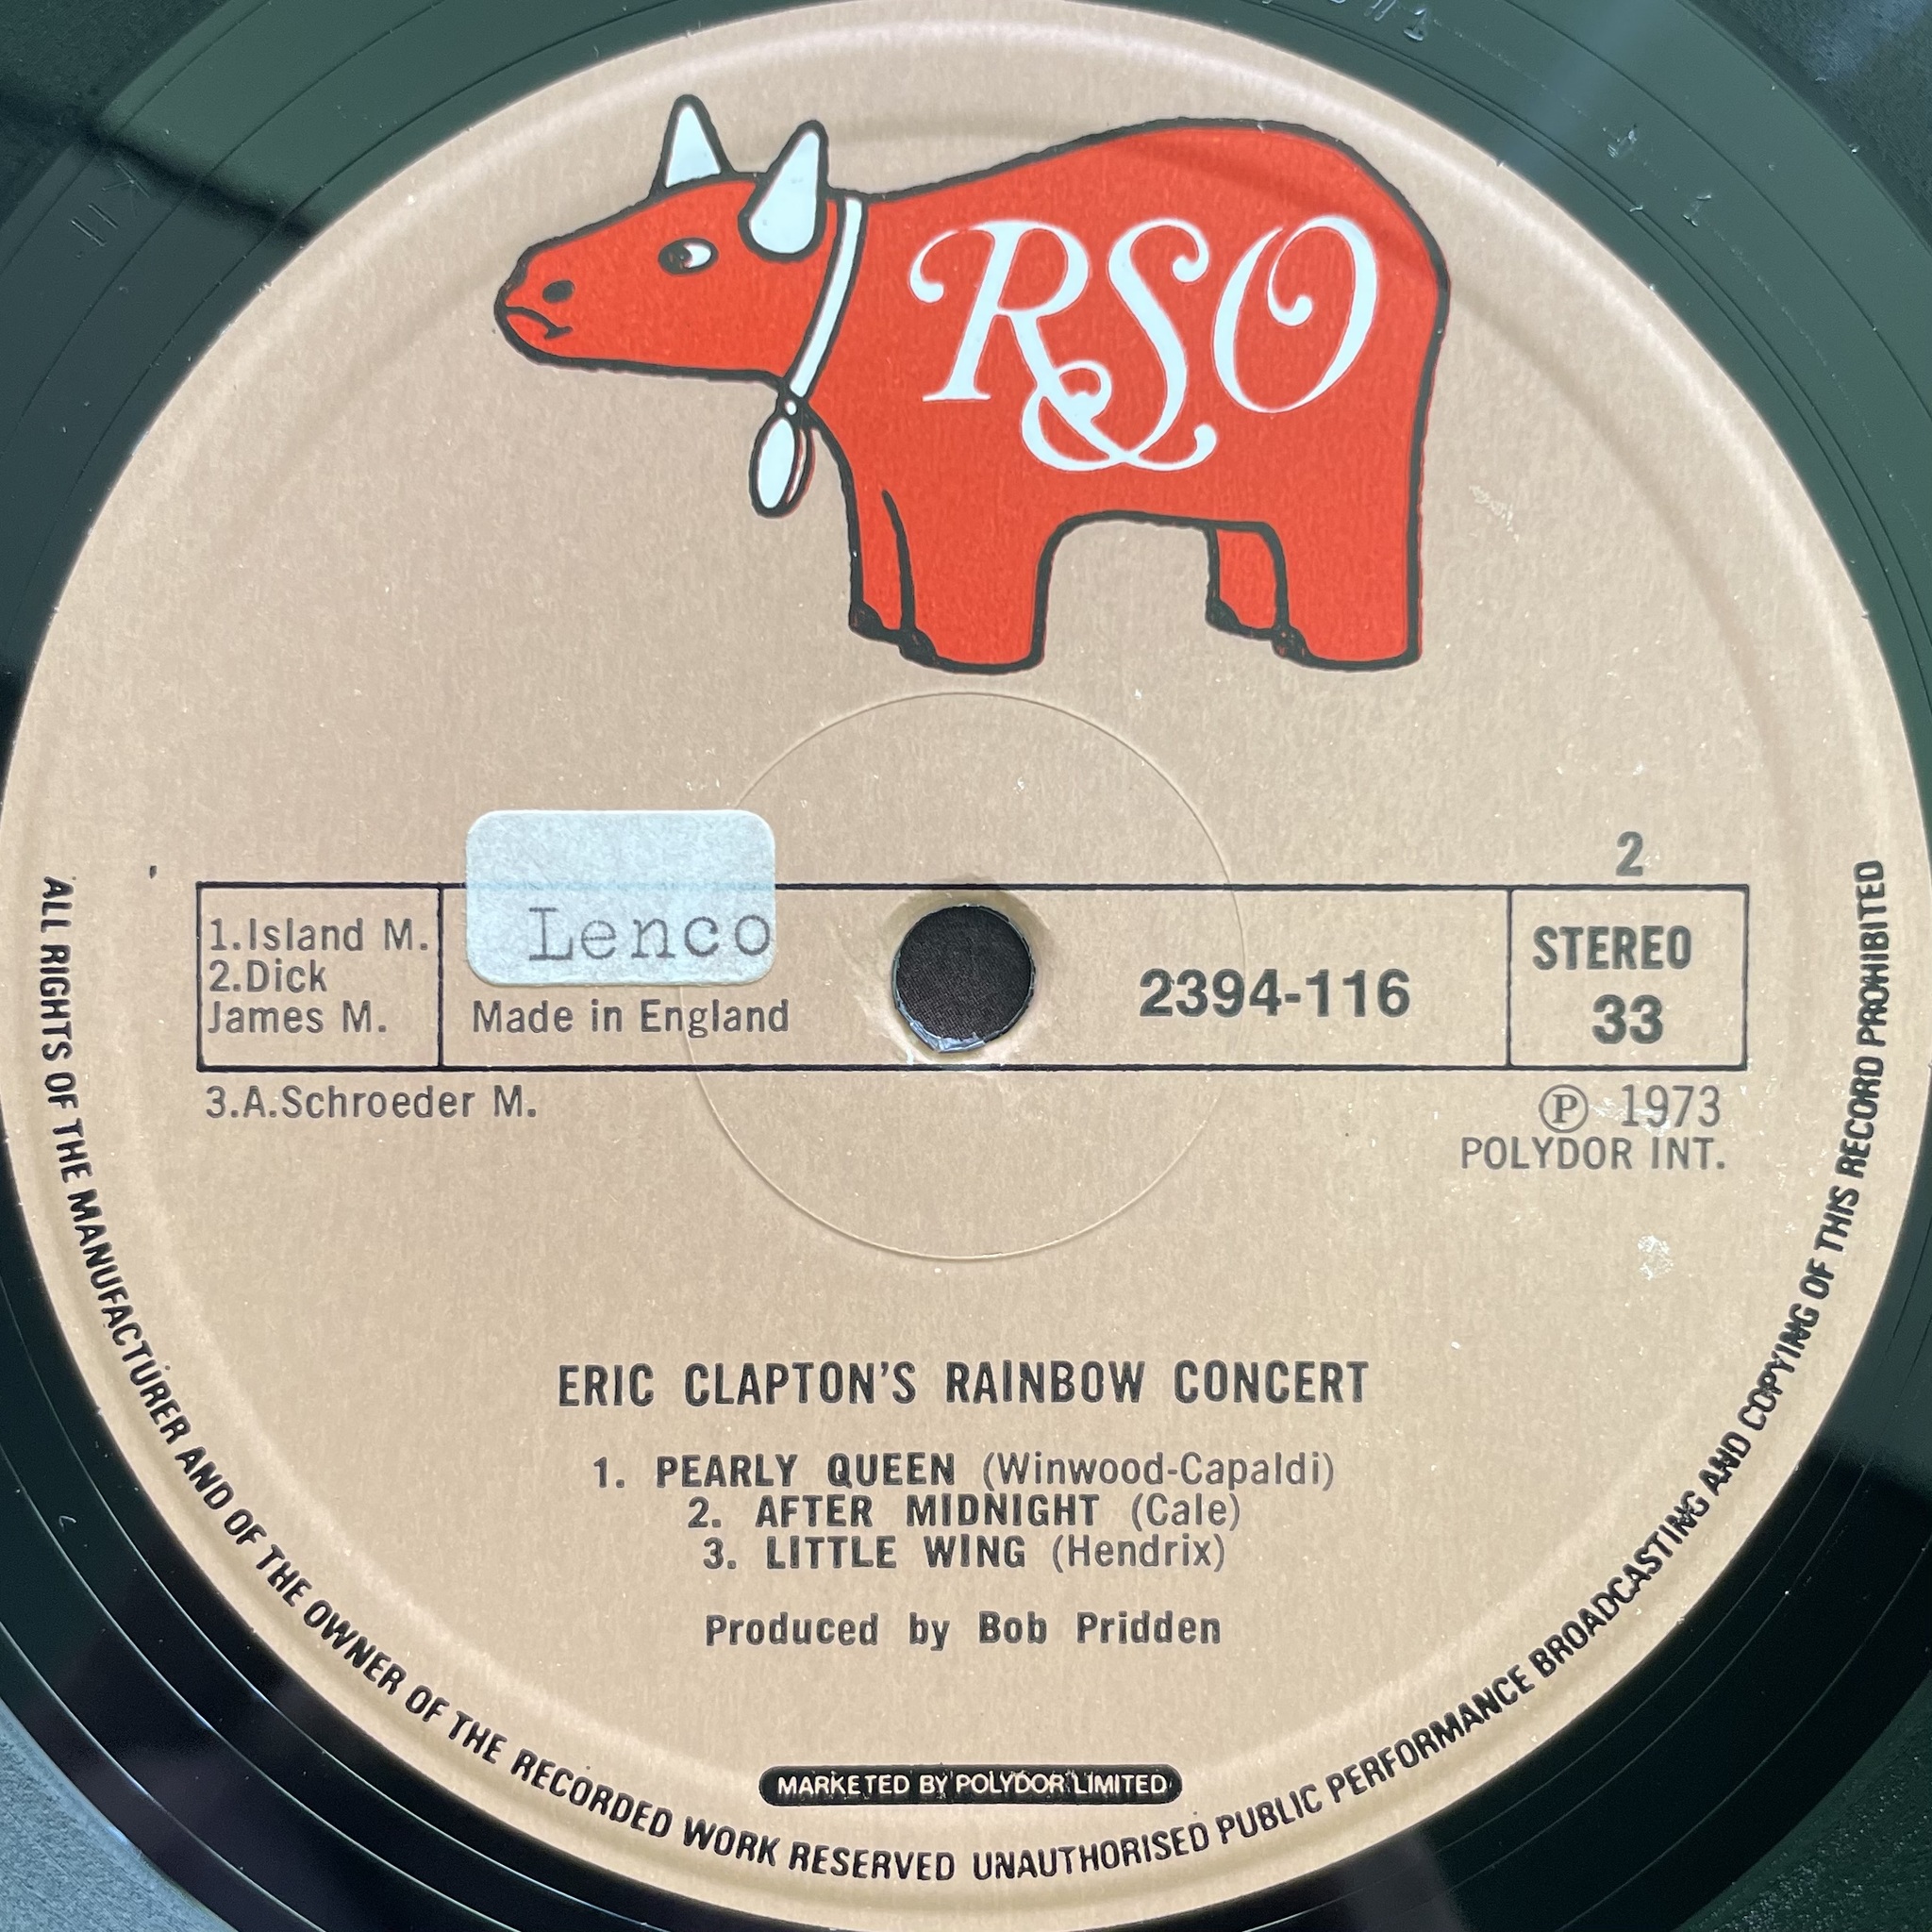 RSO
2
1.Island M.
2.Dick
James M.
Lenco
Made in England
2394-116
STEREO
33
3.A.Schroeder M.
Ⓟ 1973
POLYDOR INT.
ERIC CLAPTON'S RAINBOW CONCERT
1. PEARLY QUEEN (Winwood-Capaldi)
2. AFTER MIDNIGHT (Cale)
3. LITTLE WING (Hendrix)
Produced by Bob Pridden
MARKETED BY POLYDOR LIMITED
ALL RIGHTS OF THE MANUFACTURER AND OF THE OWNER OF THE RECORDED WORK RESERVED UNAUTHORISED PUBLIC PERFORMANCE BROADCASTING AND COPYING OF THIS RECORD PROHIBITED